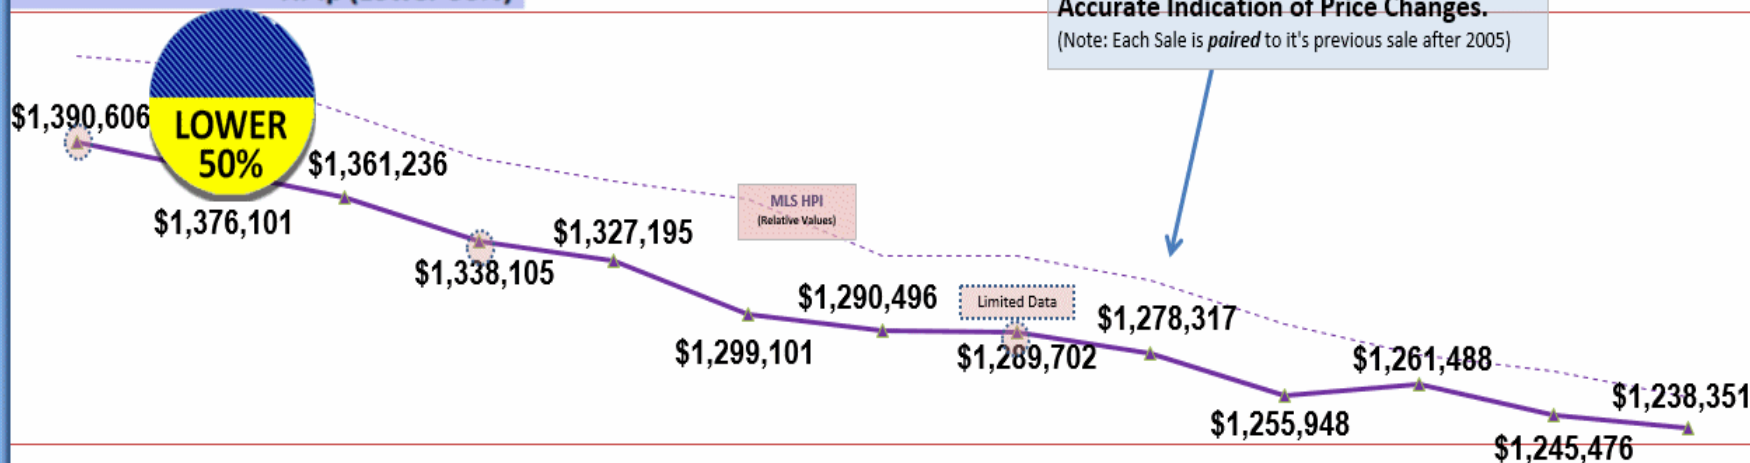 Accurate Indication of Price Changes.
(Note: Each Sale is paired to it's previous sale after 2005)
$1,390,606
LOWER
50%
$1,376,101
$1,361,236
$1,338,105
$1,327,195
MLS HPI
(Relative Values)
$1,299,101
$1,290,496
Limited Data
$1,289,702
$1,278,317
$1,255,948
$1,261,488
$1,245,476
$1,238,351